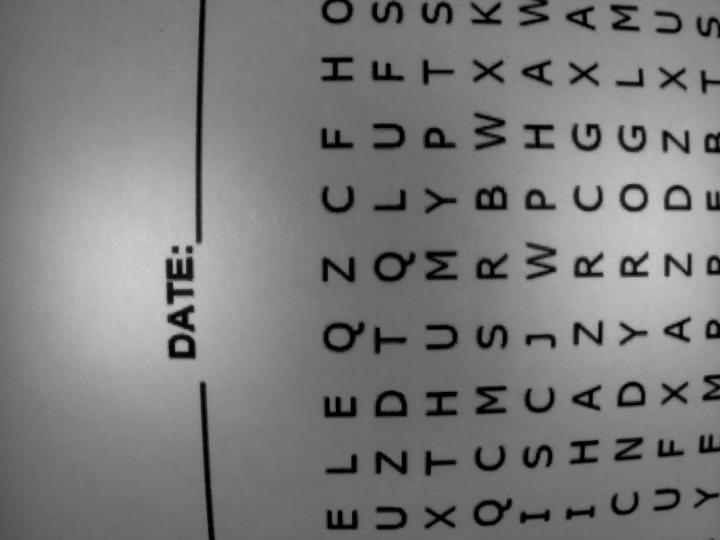 DATE:
E L E Q Z C F H O
U Z D T Q L U F S
X T H U M Y P T S
Q C M S R B W X K
I S C J W P H A W
I H A Z R C G X A
C N D Y R O G L M
U F X A Z D Z X U
Y E M E T S